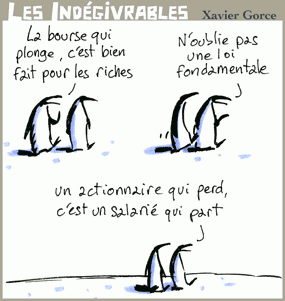 Les Indégivrables
Xavier Gorce
La bourse qui
plonge, c'est bien
fait pour les riches
N'oublie pas
une loi
fondamentale
un actionnaire qui perd,
c'est un salarié qui part